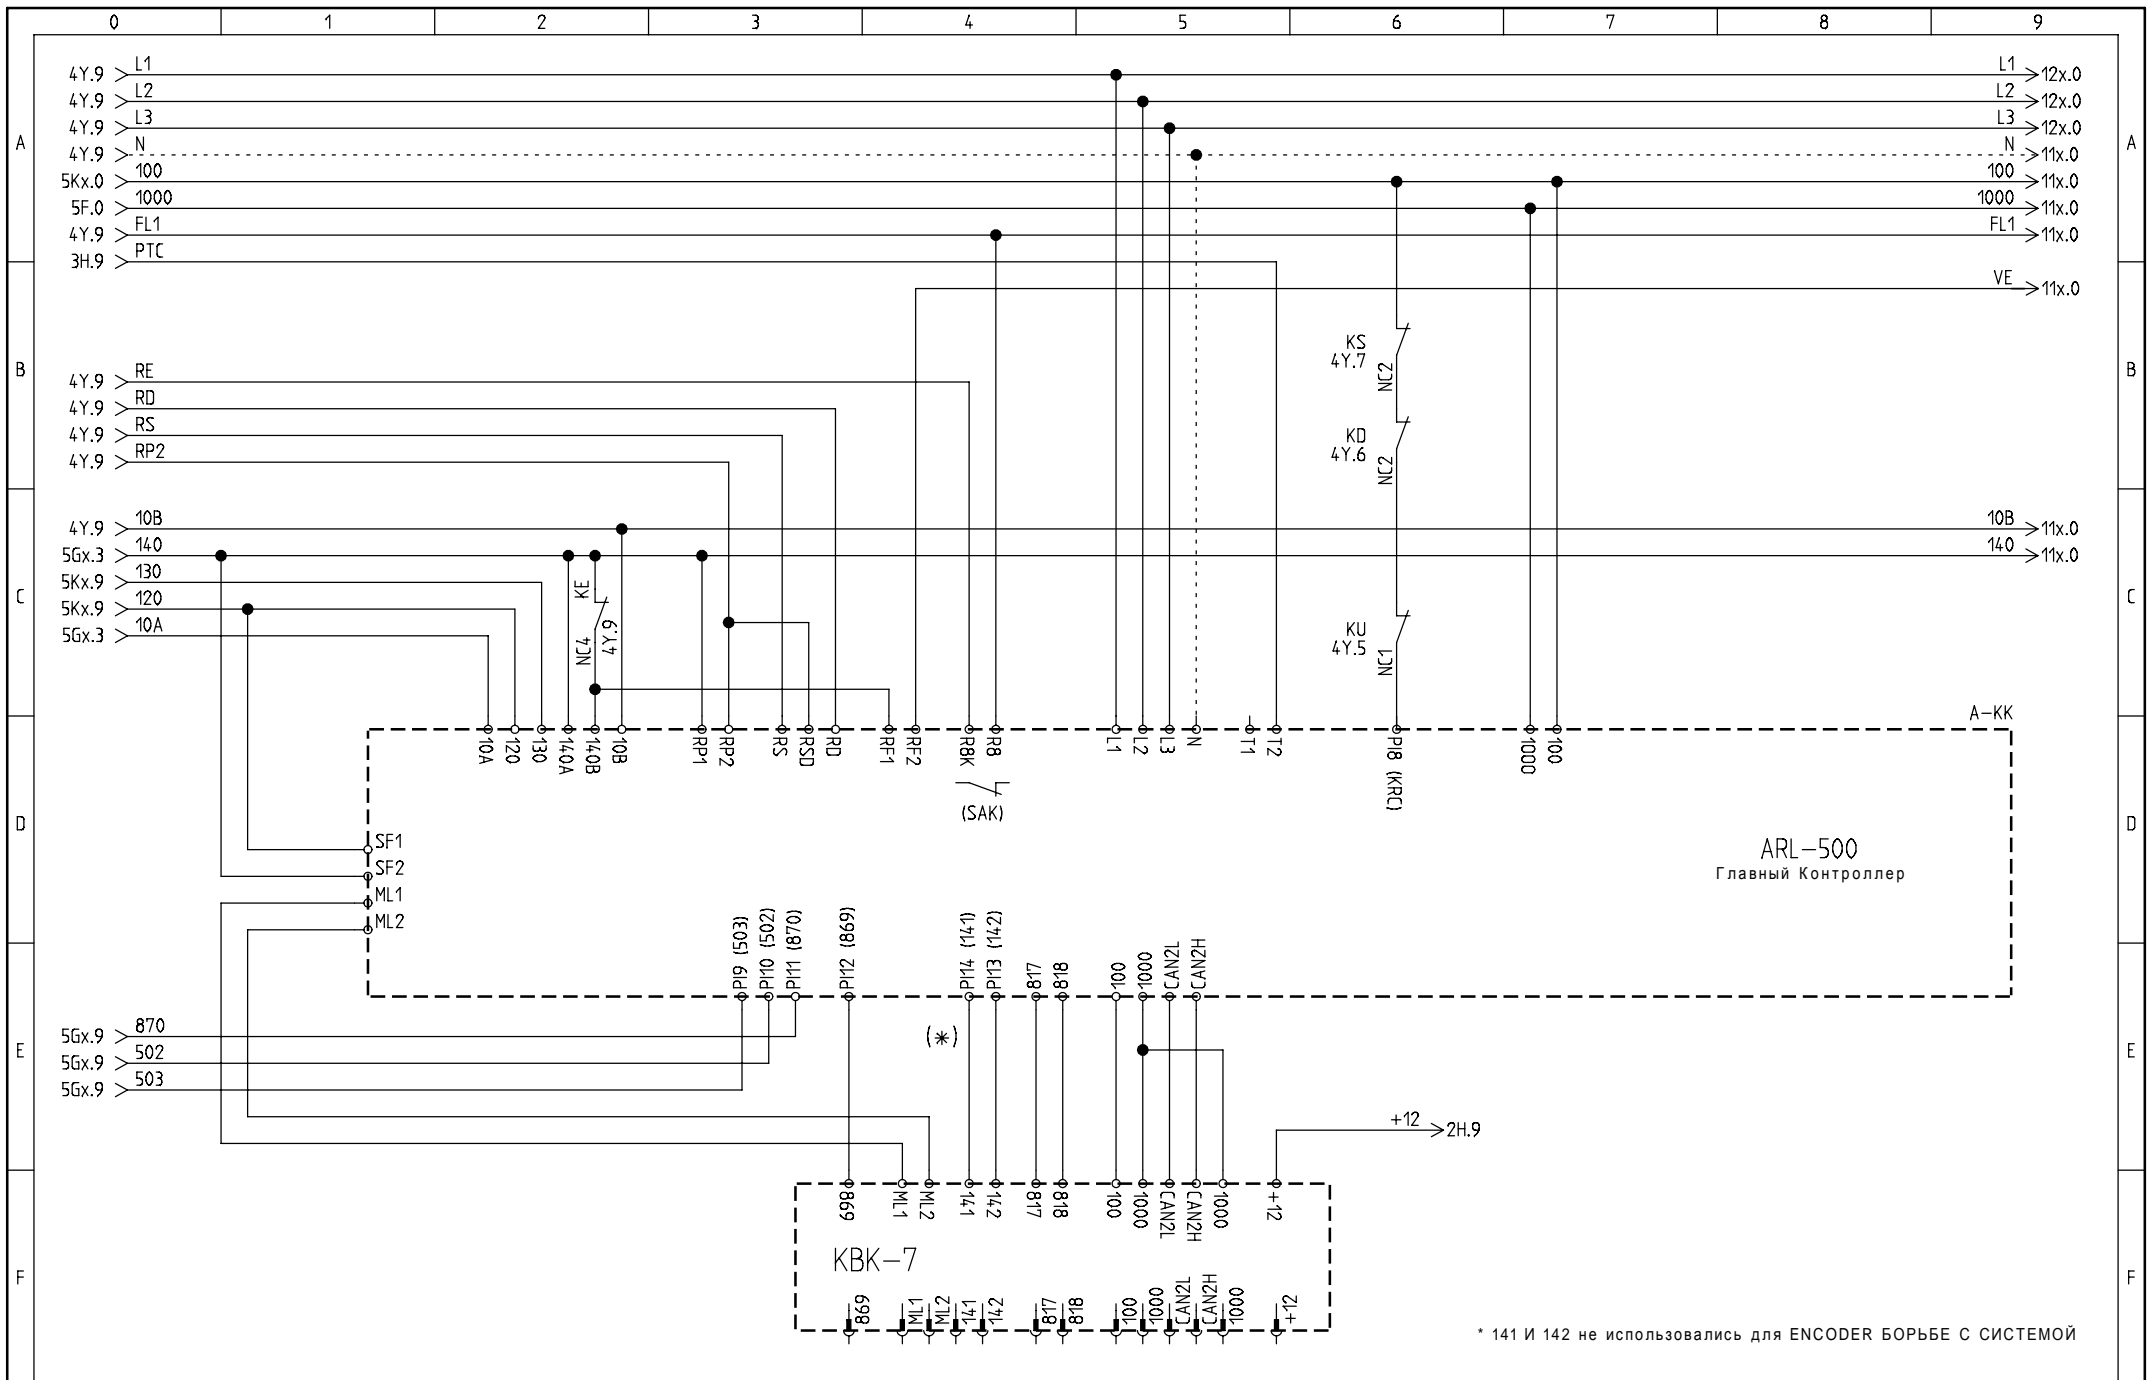 0 1 2 3 4 5 6 7 8 9
4Y.9 L1 L1 12x.0
4Y.9 L2 L2 12x.0
4Y.9 L3 L3 12x.0
A A
4Y.9 N N 11x.0
5Kx.0 100 100 11x.0
5F.0 1000 1000 11x.0
4Y.9 FL1 FL1 11x.0
3H.9 PTC
VE 11x.0
KS
4Y.7
NC2
B B
4Y.9 RE
4Y.9 RD
4Y.9 RS
4Y.9 RP2
KD
4Y.6
NC2
4Y.9 10B 10B 11x.0
5Gx.3 140 140 11x.0
5Kx.9 130
5Kx.9 120
5Gx.3 10A
C C
KE
NC4
4Y.9
KU
4Y.5
NC1
A-KK
10A 120 130 140A 140B 10B RP1 RP2 RS RSD RD RF1 RF2 R8K R8 L1 L2 L3 N T1 T2 PI8 (KRC) 1000 100
(SAK)
D D
SF1
SF2
ML1
ML2
ARL-500
Главный Контроллер
PI9 (503) PI10 (502) PI11 (870) PI12 (869) PI14 (141) PI13 (142) 817 818 100 1000 CAN2L CAN2H
5Gx.9 870
(*)
E E
5Gx.9 502
5Gx.9 503
+12 2H.9
869 ML1 ML2 141 142 817 818 100 1000 CAN2L CAN2H 1000 +12
KBK-7
F F
869 ML1 ML2 141 142 817 818 100 1000 CAN2L CAN2H 1000 +12
* 141 И 142 не использовались для ENCODER БОРЬБЕ С СИСТЕМОЙ